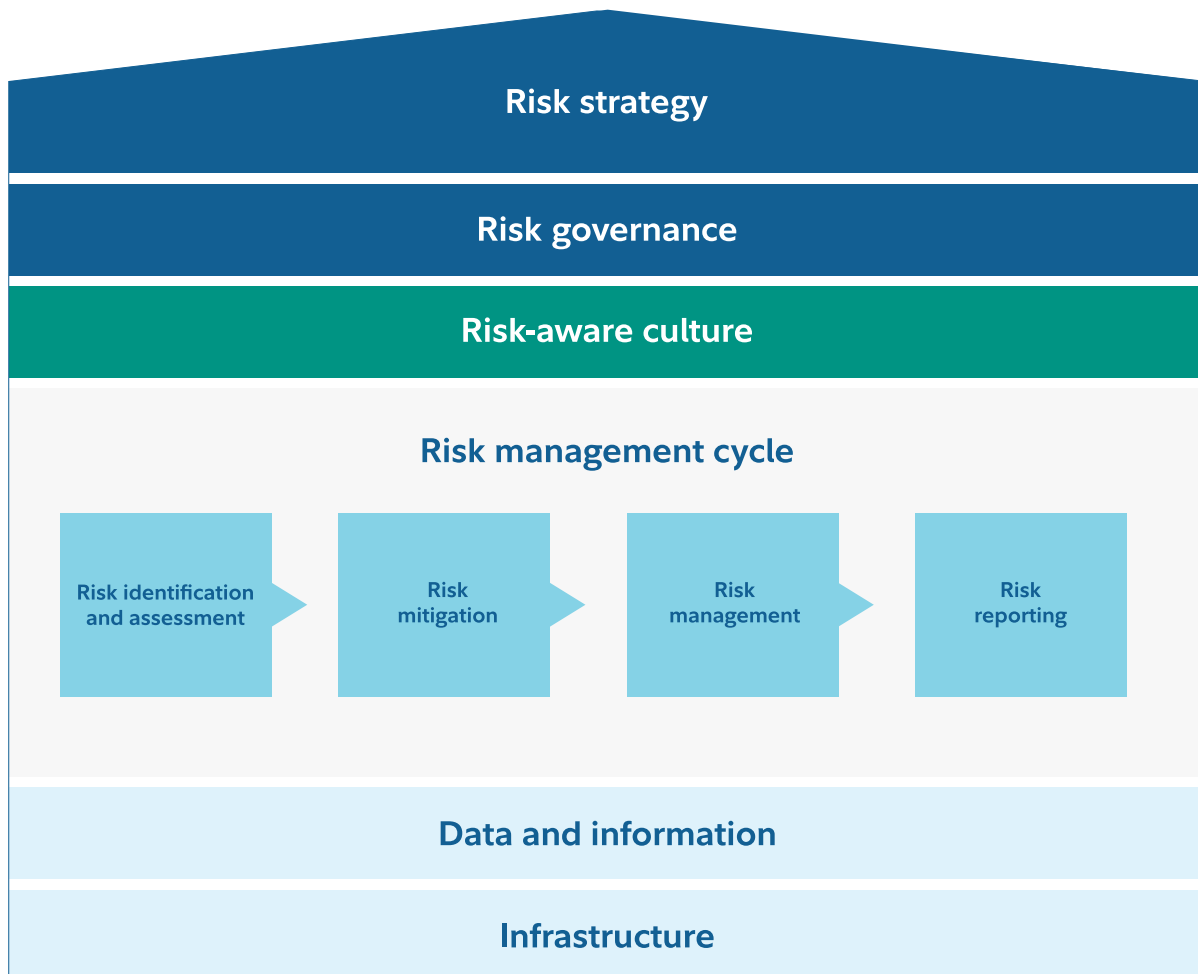 Risk strategy
Risk governance
Risk-aware culture
Risk management cycle
Risk identification
and assessment
Risk
mitigation
Risk
management
Risk
reporting
Data and information
Infrastructure